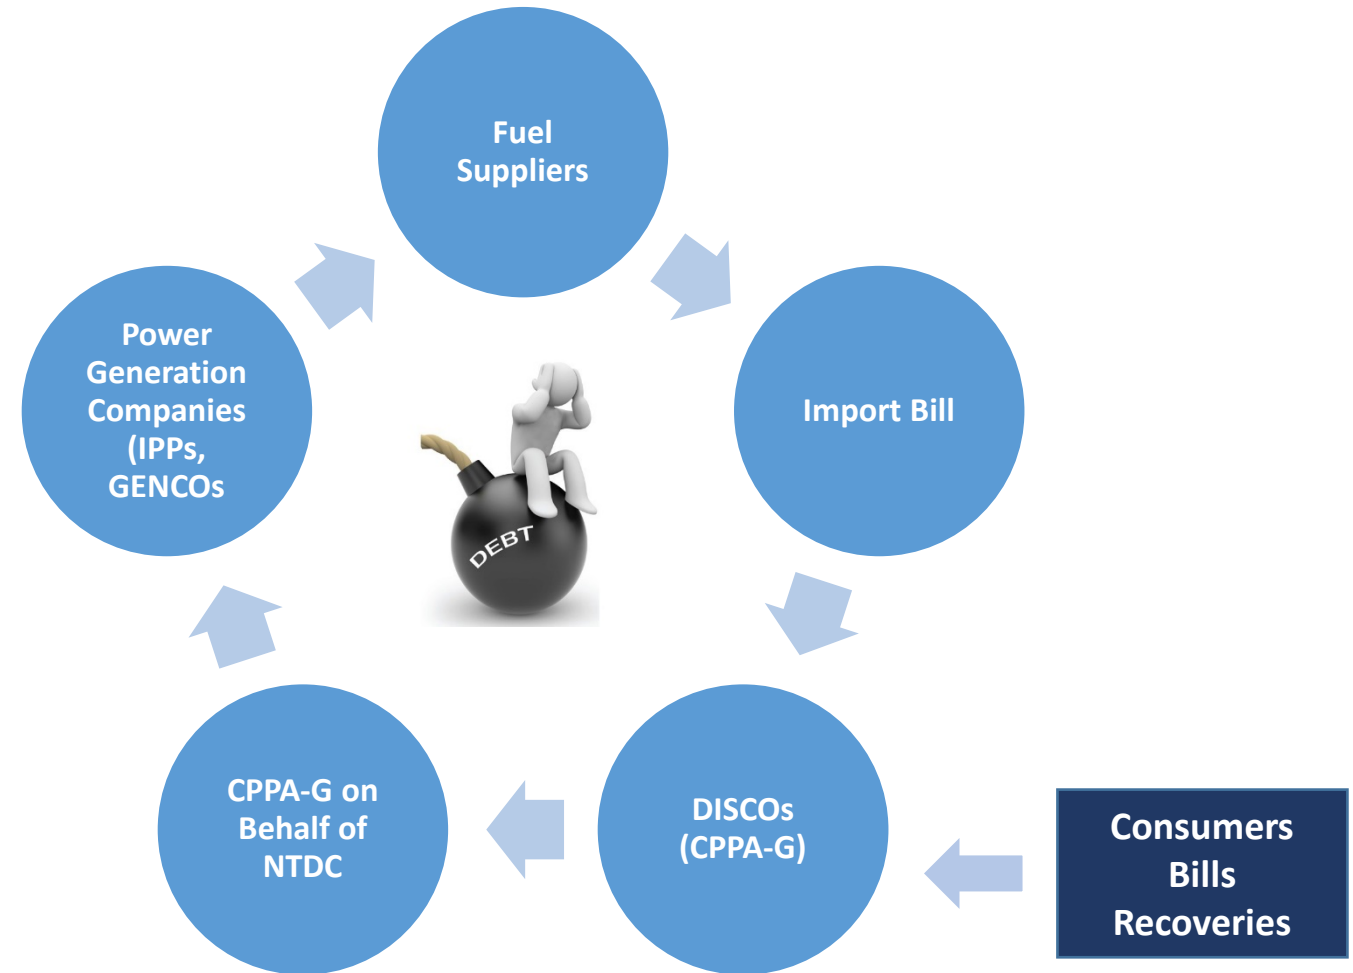 Fuel
Suppliers
Power
Generation
Companies
(IPPs,
GENCOs
Import Bill
DEBT
CPPA-G on
Behalf of
NTDC
DISCOs
(CPPA-G)
Consumers
Bills
Recoveries